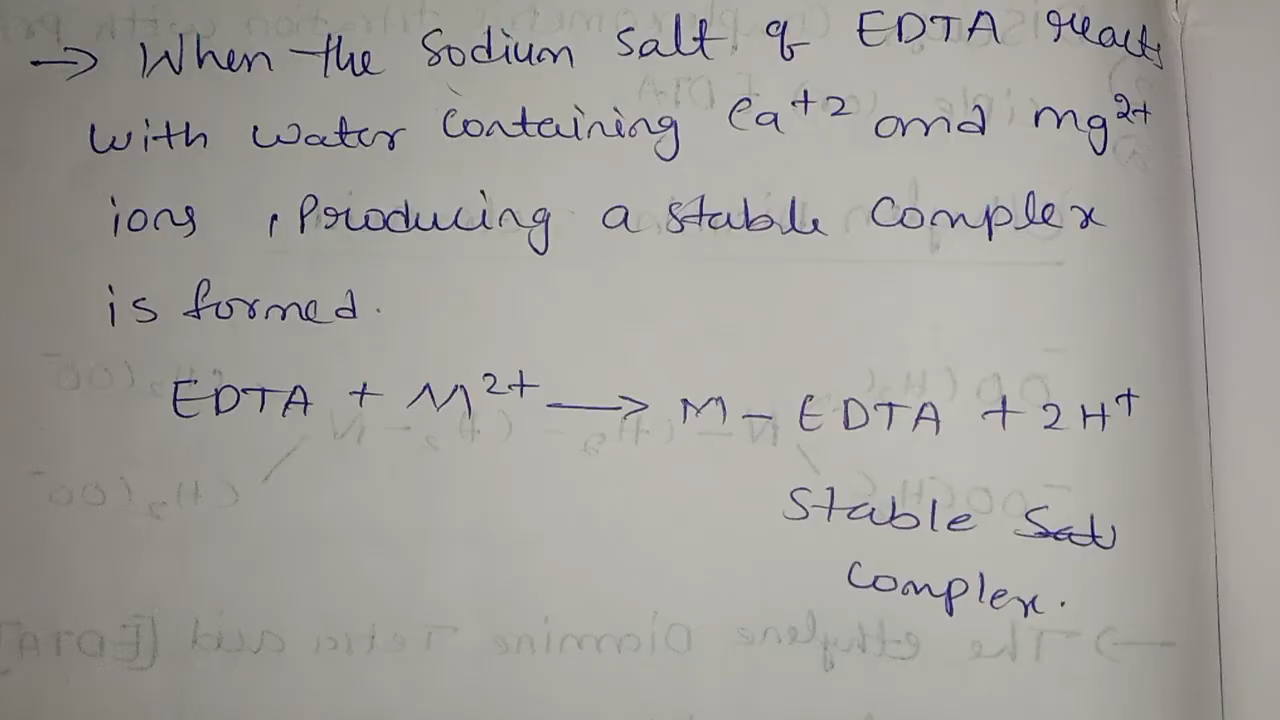 → When the Sodium Salt of EDTA reacts
with water containing Ca+2 and mg2+
ions, Producing a stable complex
is formed.
EDTA + M2+ → M - EDTA + 2H+
Stable
complex.